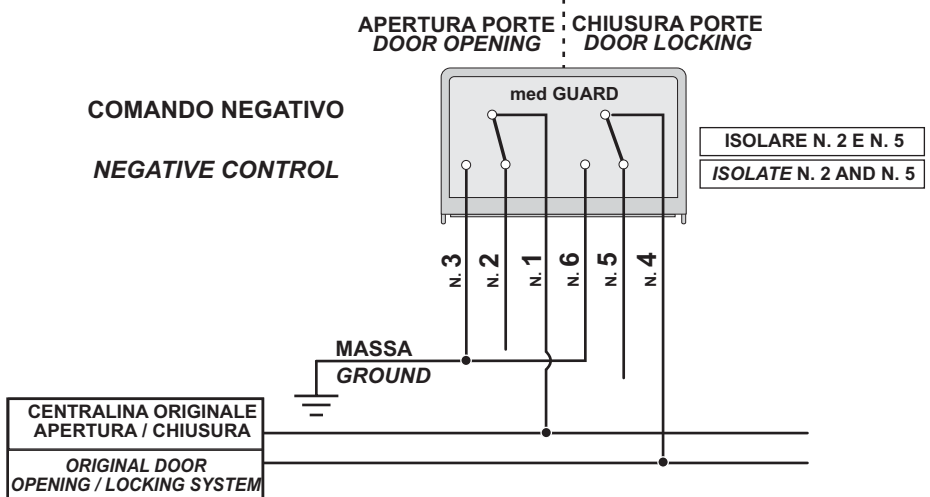 APERTURA PORTE
DOOR OPENING
CHIUSURA PORTE
DOOR LOCKING
med GUARD
COMANDO NEGATIVO
NEGATIVE CONTROL
ISOLARE N. 2 E N. 5
ISOLATE N. 2 AND N. 5
N. 3
N. 2
N. 1
N. 6
N. 5
N. 4
MASSA
GROUND
CENTRALINA ORIGINALE
APERTURA / CHIUSURA
ORIGINAL DOOR
OPENING / LOCKING SYSTEM